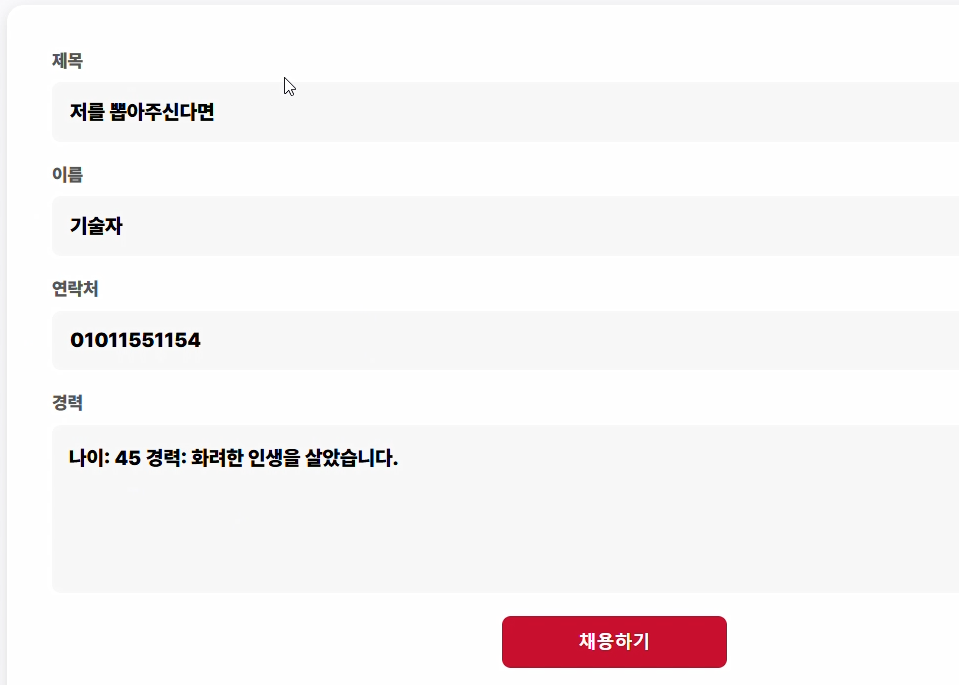 제목
저를 뽑아주신다면
이름
기술자
연락처
01011551154
경력
나이: 45 경력: 화려한 인생을 살았습니다.
채용하기